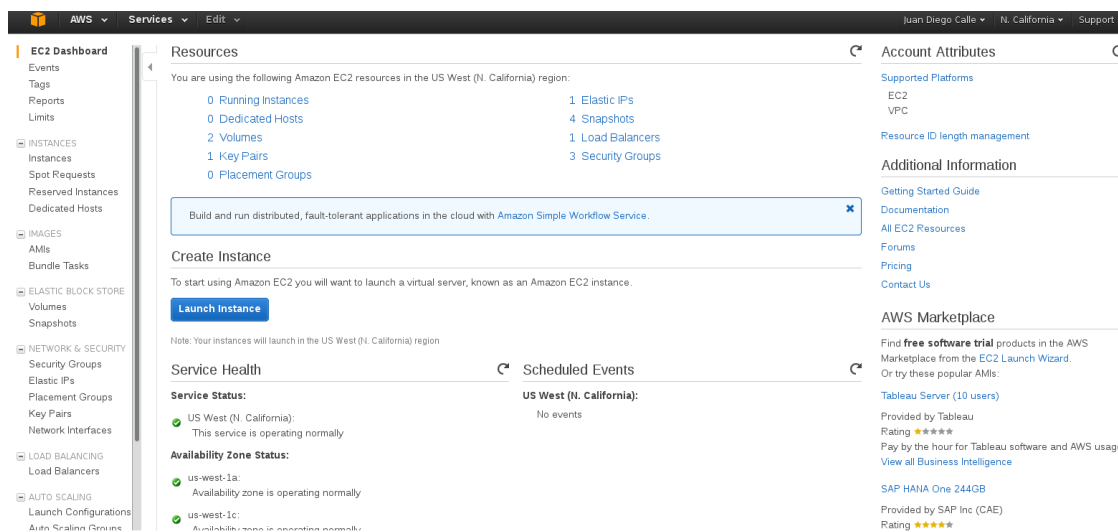 AWS
Services
Edit
Juan Diego Calle
N. California
Support
EC2 Dashboard
Events
Tags
Reports
Limits
INSTANCES
Instances
Spot Requests
Reserved Instances
Dedicated Hosts
IMAGES
AMIs
Bundle Tasks
ELASTIC BLOCK STORE
Volumes
Snapshots
NETWORK & SECURITY
Security Groups
Elastic IPs
Placement Groups
Key Pairs
Network Interfaces
LOAD BALANCING
Load Balancers
AUTO SCALING
Launch Configurations
Auto Scaling Groups
Resources
You are using the following Amazon EC2 resources in the US West (N. California) region:
0 Running Instances
0 Dedicated Hosts
2 Volumes
1 Key Pairs
0 Placement Groups
1 Elastic IPs
4 Snapshots
1 Load Balancers
3 Security Groups
Build and run distributed, fault-tolerant applications in the cloud with Amazon Simple Workflow Service.
Create Instance
To start using Amazon EC2 you will want to launch a virtual server, known as an Amazon EC2 instance.
Launch Instance
Note: Your instances will launch in the US West (N. California) region
Service Health
Service Status:
US West (N. California):
This service is operating normally
Availability Zone Status:
us-west-1a:
Availability zone is operating normally
us-west-1c:
Availability zone is operating normally
Scheduled Events
US West (N. California):
No events
Account Attributes
Supported Platforms
EC2
VPC
Resource ID length management
Additional Information
Getting Started Guide
Documentation
All EC2 Resources
Forums
Pricing
Contact Us
AWS Marketplace
Find free software trial products in the AWS
Marketplace from the EC2 Launch Wizard.
Or try these popular AMIs:
Tableau Server (10 users)
Provided by Tableau
Rating
Pay by the hour for Tableau software and AWS usage
View all Business Intelligence
SAP HANA One 244GB
Provided by SAP Inc (CAE)
Rating